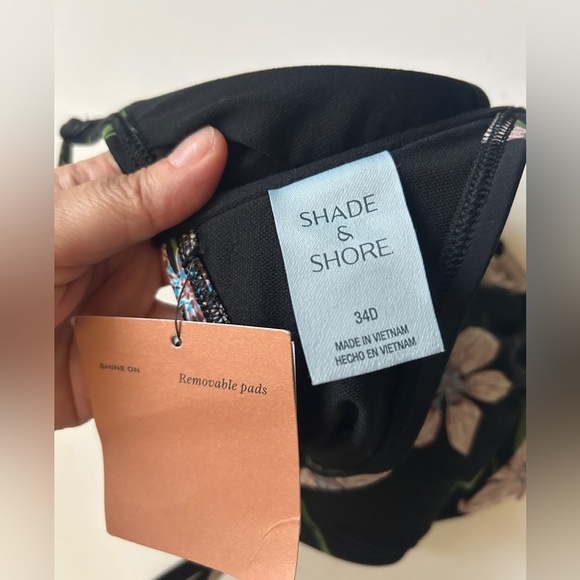 SHADE
&
SHORE
34D
MADE IN VIETNAM
HECHO EN VIETNAM
SHINE ON
Removable pads